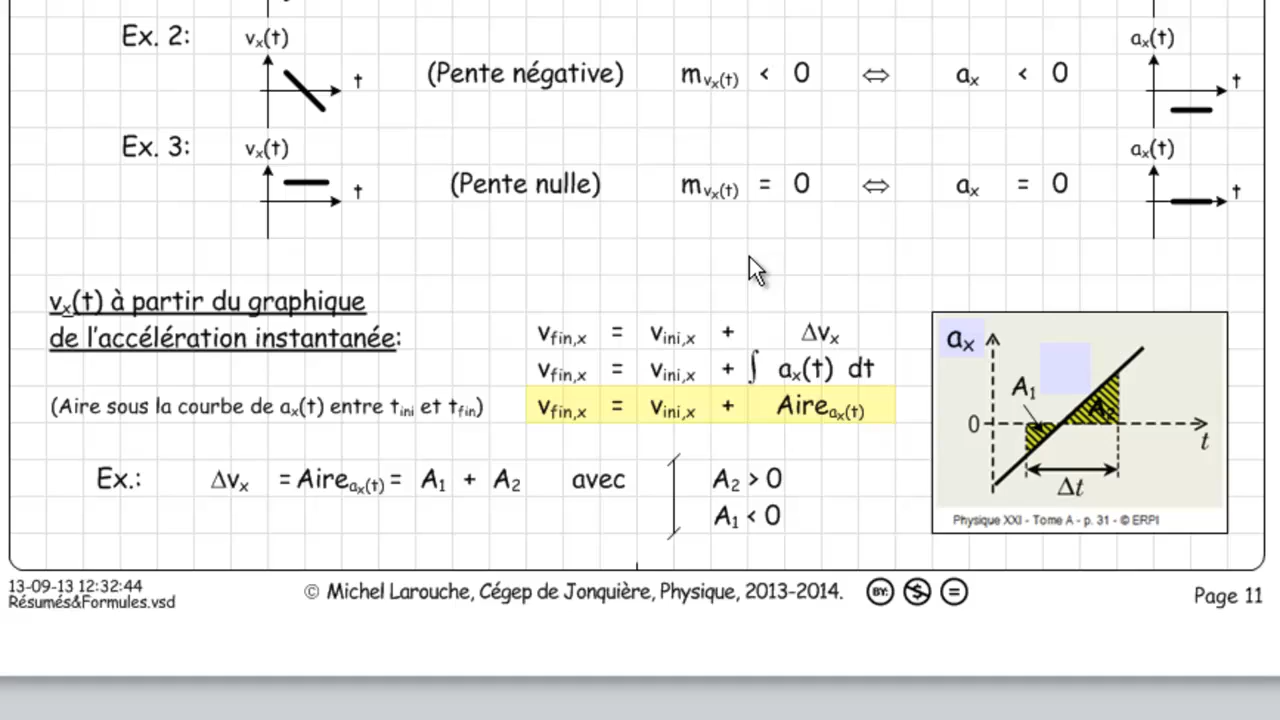 Ex. 2: vx(t) t (Pente négative) mvx(t) < 0 ⇔ ax < 0 ax(t) t
Ex. 3: vx(t) t (Pente nulle) mvx(t) = 0 ⇔ ax = 0 ax(t) t
vx(t) à partir du graphique
de l'accélération instantanée:
vfin,x = vini,x + Δvx
vfin,x = vini,x + ∫ ax(t) dt
(Aire sous la courbe de ax(t) entre tini et tfin) vfin,x = vini,x + Aireax(t)
Ex.: Δvx = Aireax(t) = A1 + A2 avec A2 > 0
A1 < 0
ax
A1
A2
0
t
Δt
Physique XXI - Tome A - p. 31 - © ERPI
13-09-13 12:32:44
Résumés&Formules.vsd
© Michel Larouche, Cégep de Jonquière, Physique, 2013-2014. BY: $ =
Page 11